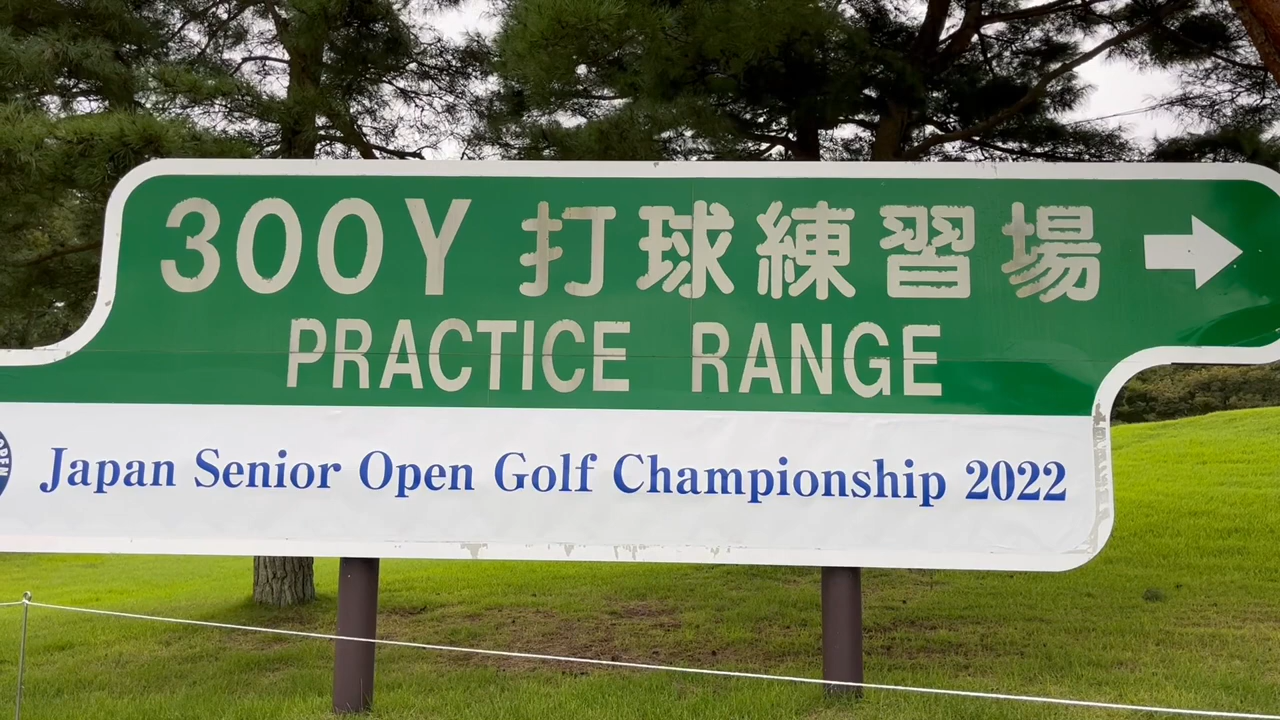 300Y 打球練習場
PRACTICE RANGE
Japan Senior Open Golf Championship 2022